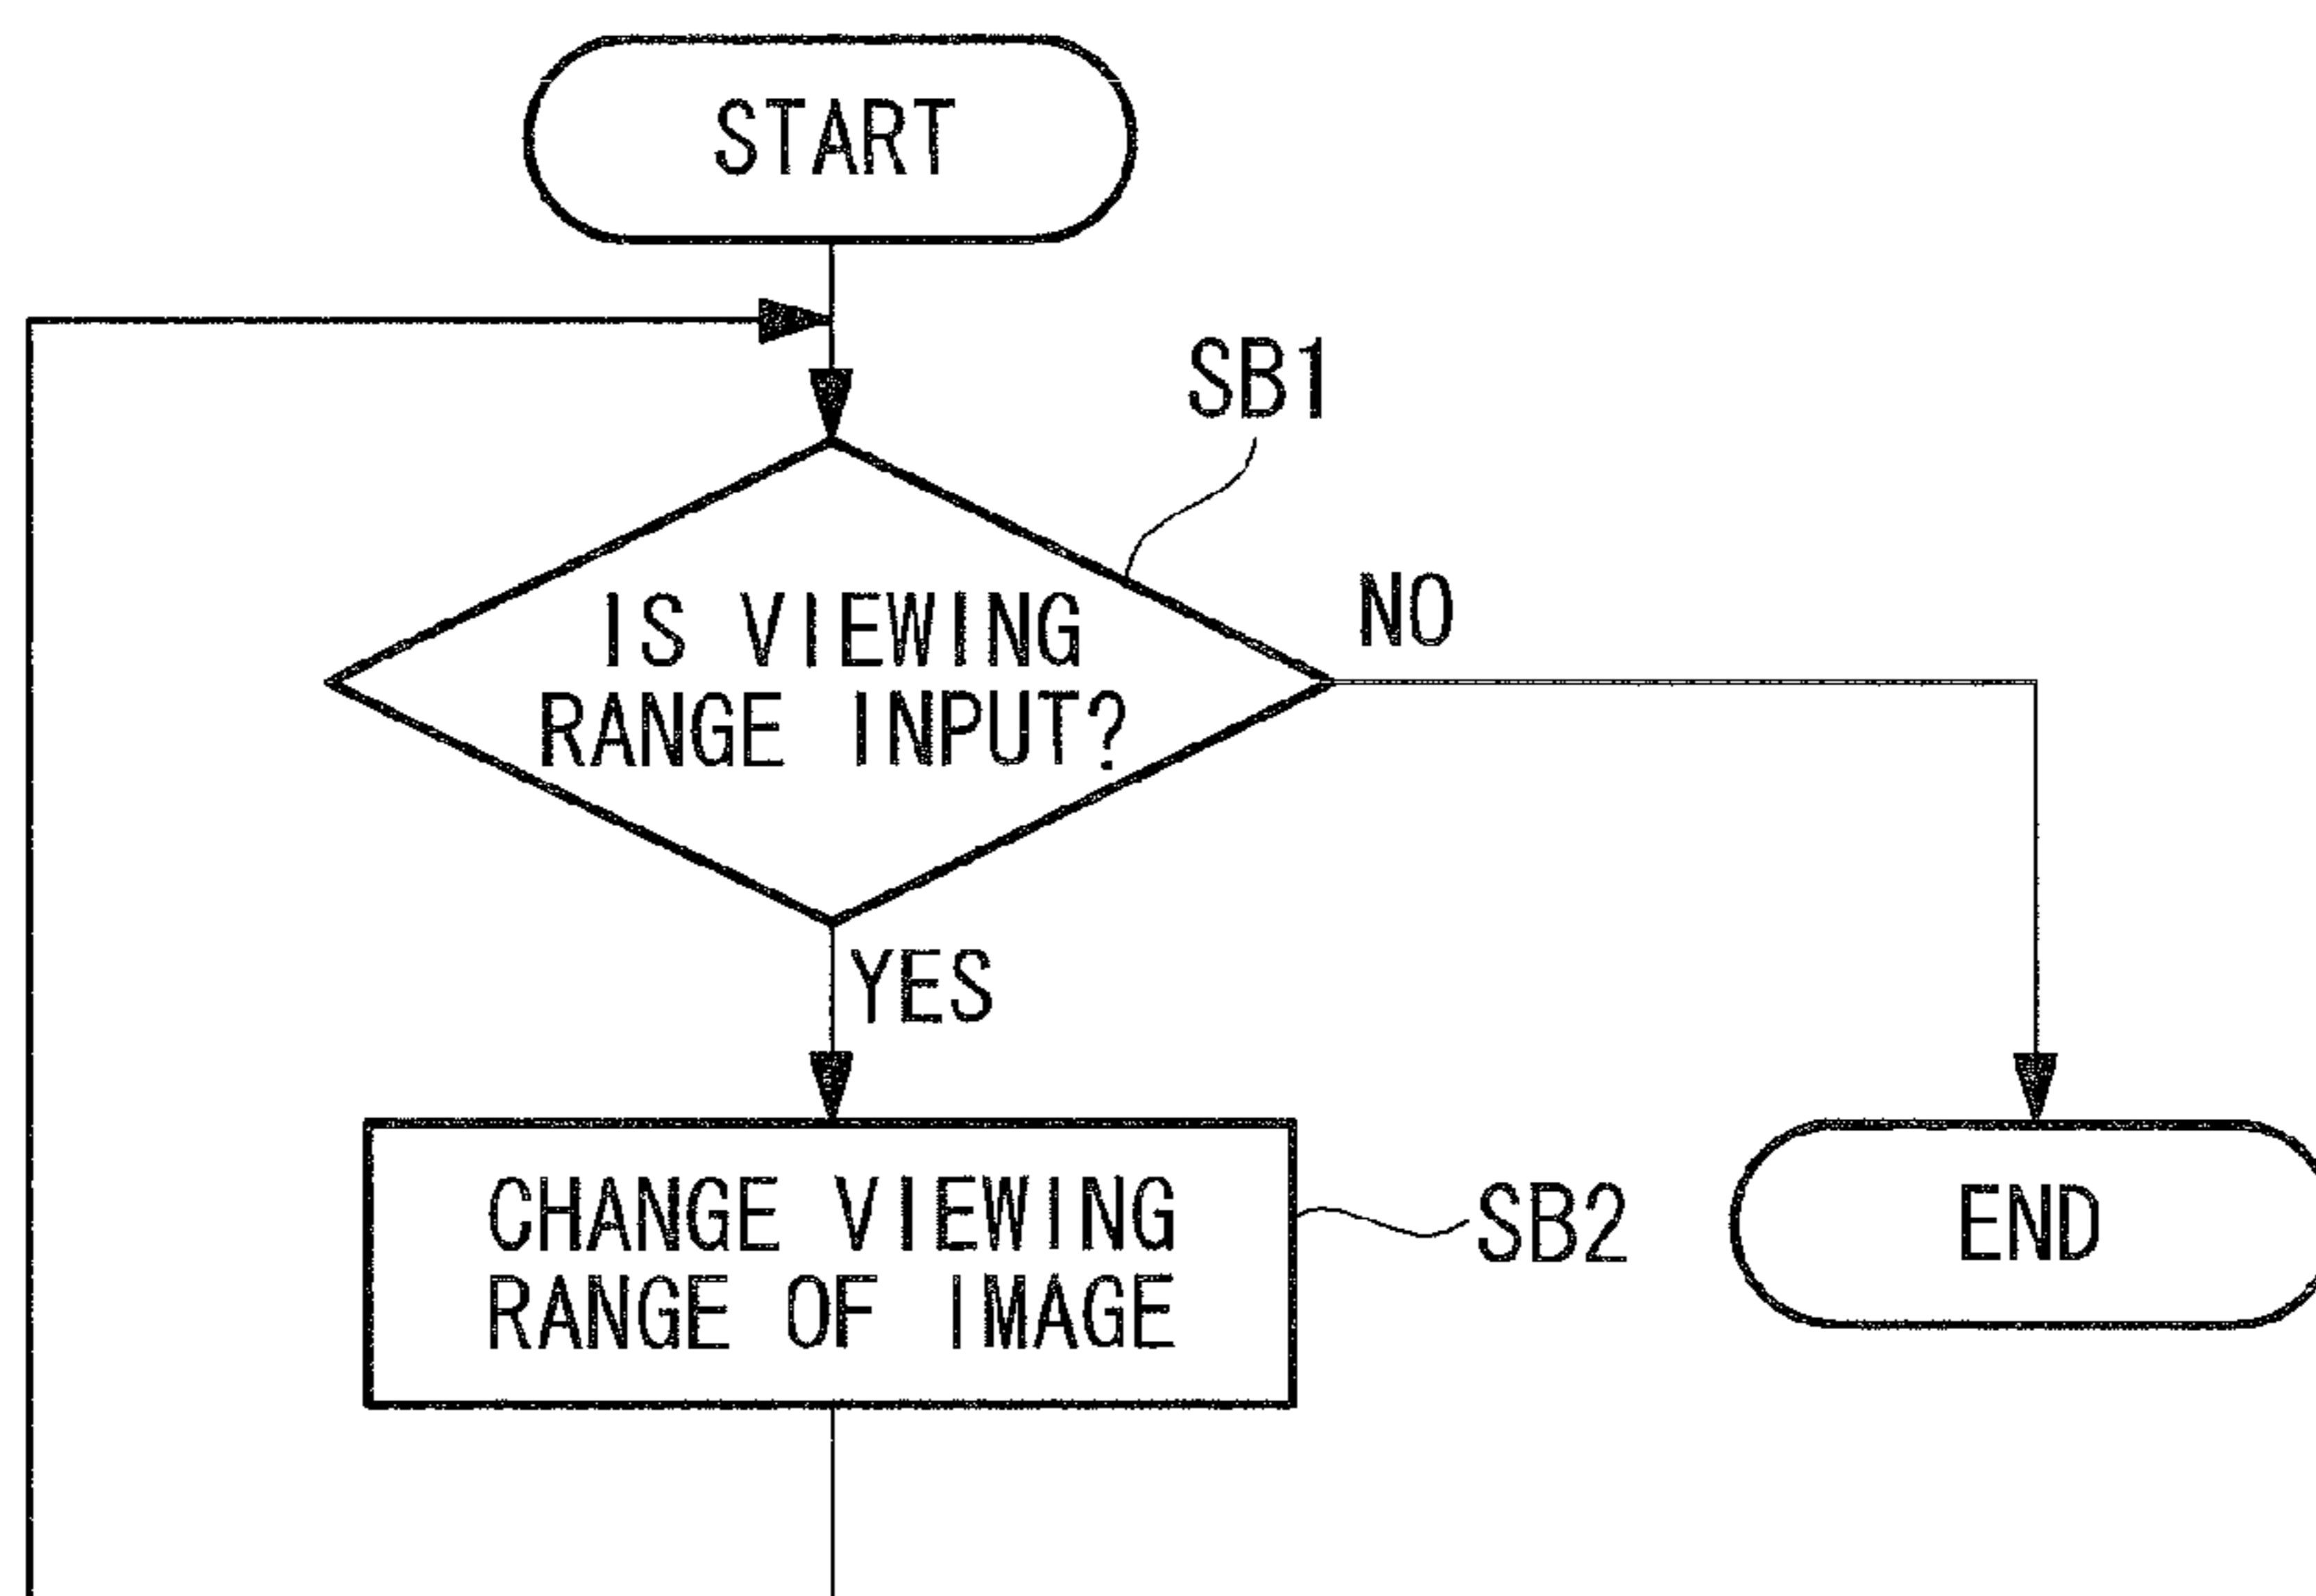 START
SB1
IS VIEWING
RANGE INPUT?
NO
YES
CHANGE VIEWING
RANGE OF IMAGE
SB2
END